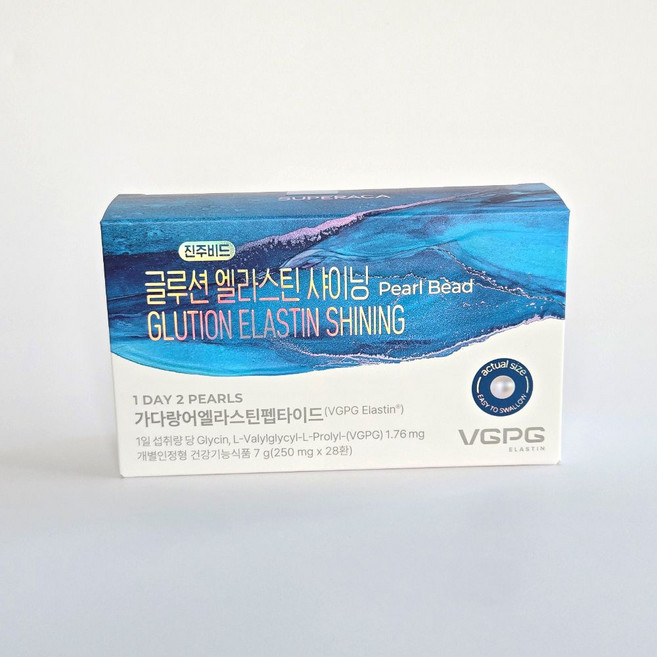 SUPERACA
진주비드
글루션 엘라스틴 샤이닝 Pearl Bead
GLUTION ELASTIN SHINING
1 DAY 2 PEARLS
가다랑어엘라스틴펩타이드(VGPG Elastin®)
1일 섭취량 당 Glycin, L-Valylglycyl-L-Prolyl-(VGPG) 1.76 mg
개별인정형 건강기능식품 7 g(250 mg x 28환)
actual size
EASY TO SWALLOW
VGPG
ELASTIN